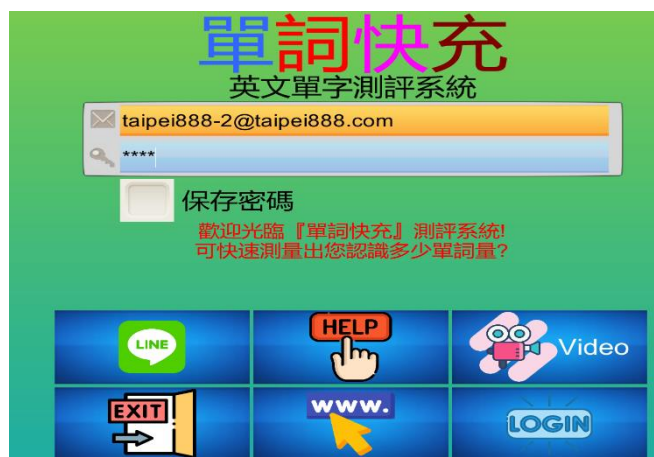 單詞快充
英文單字測評系統
taipei888-2@taipei888.com
****
保存密碼
歡迎光臨『單詞快充』測評系統!
可快速測量出您認識多少單詞量?
LINE
HELP
Video
EXIT
www.
LOGIN